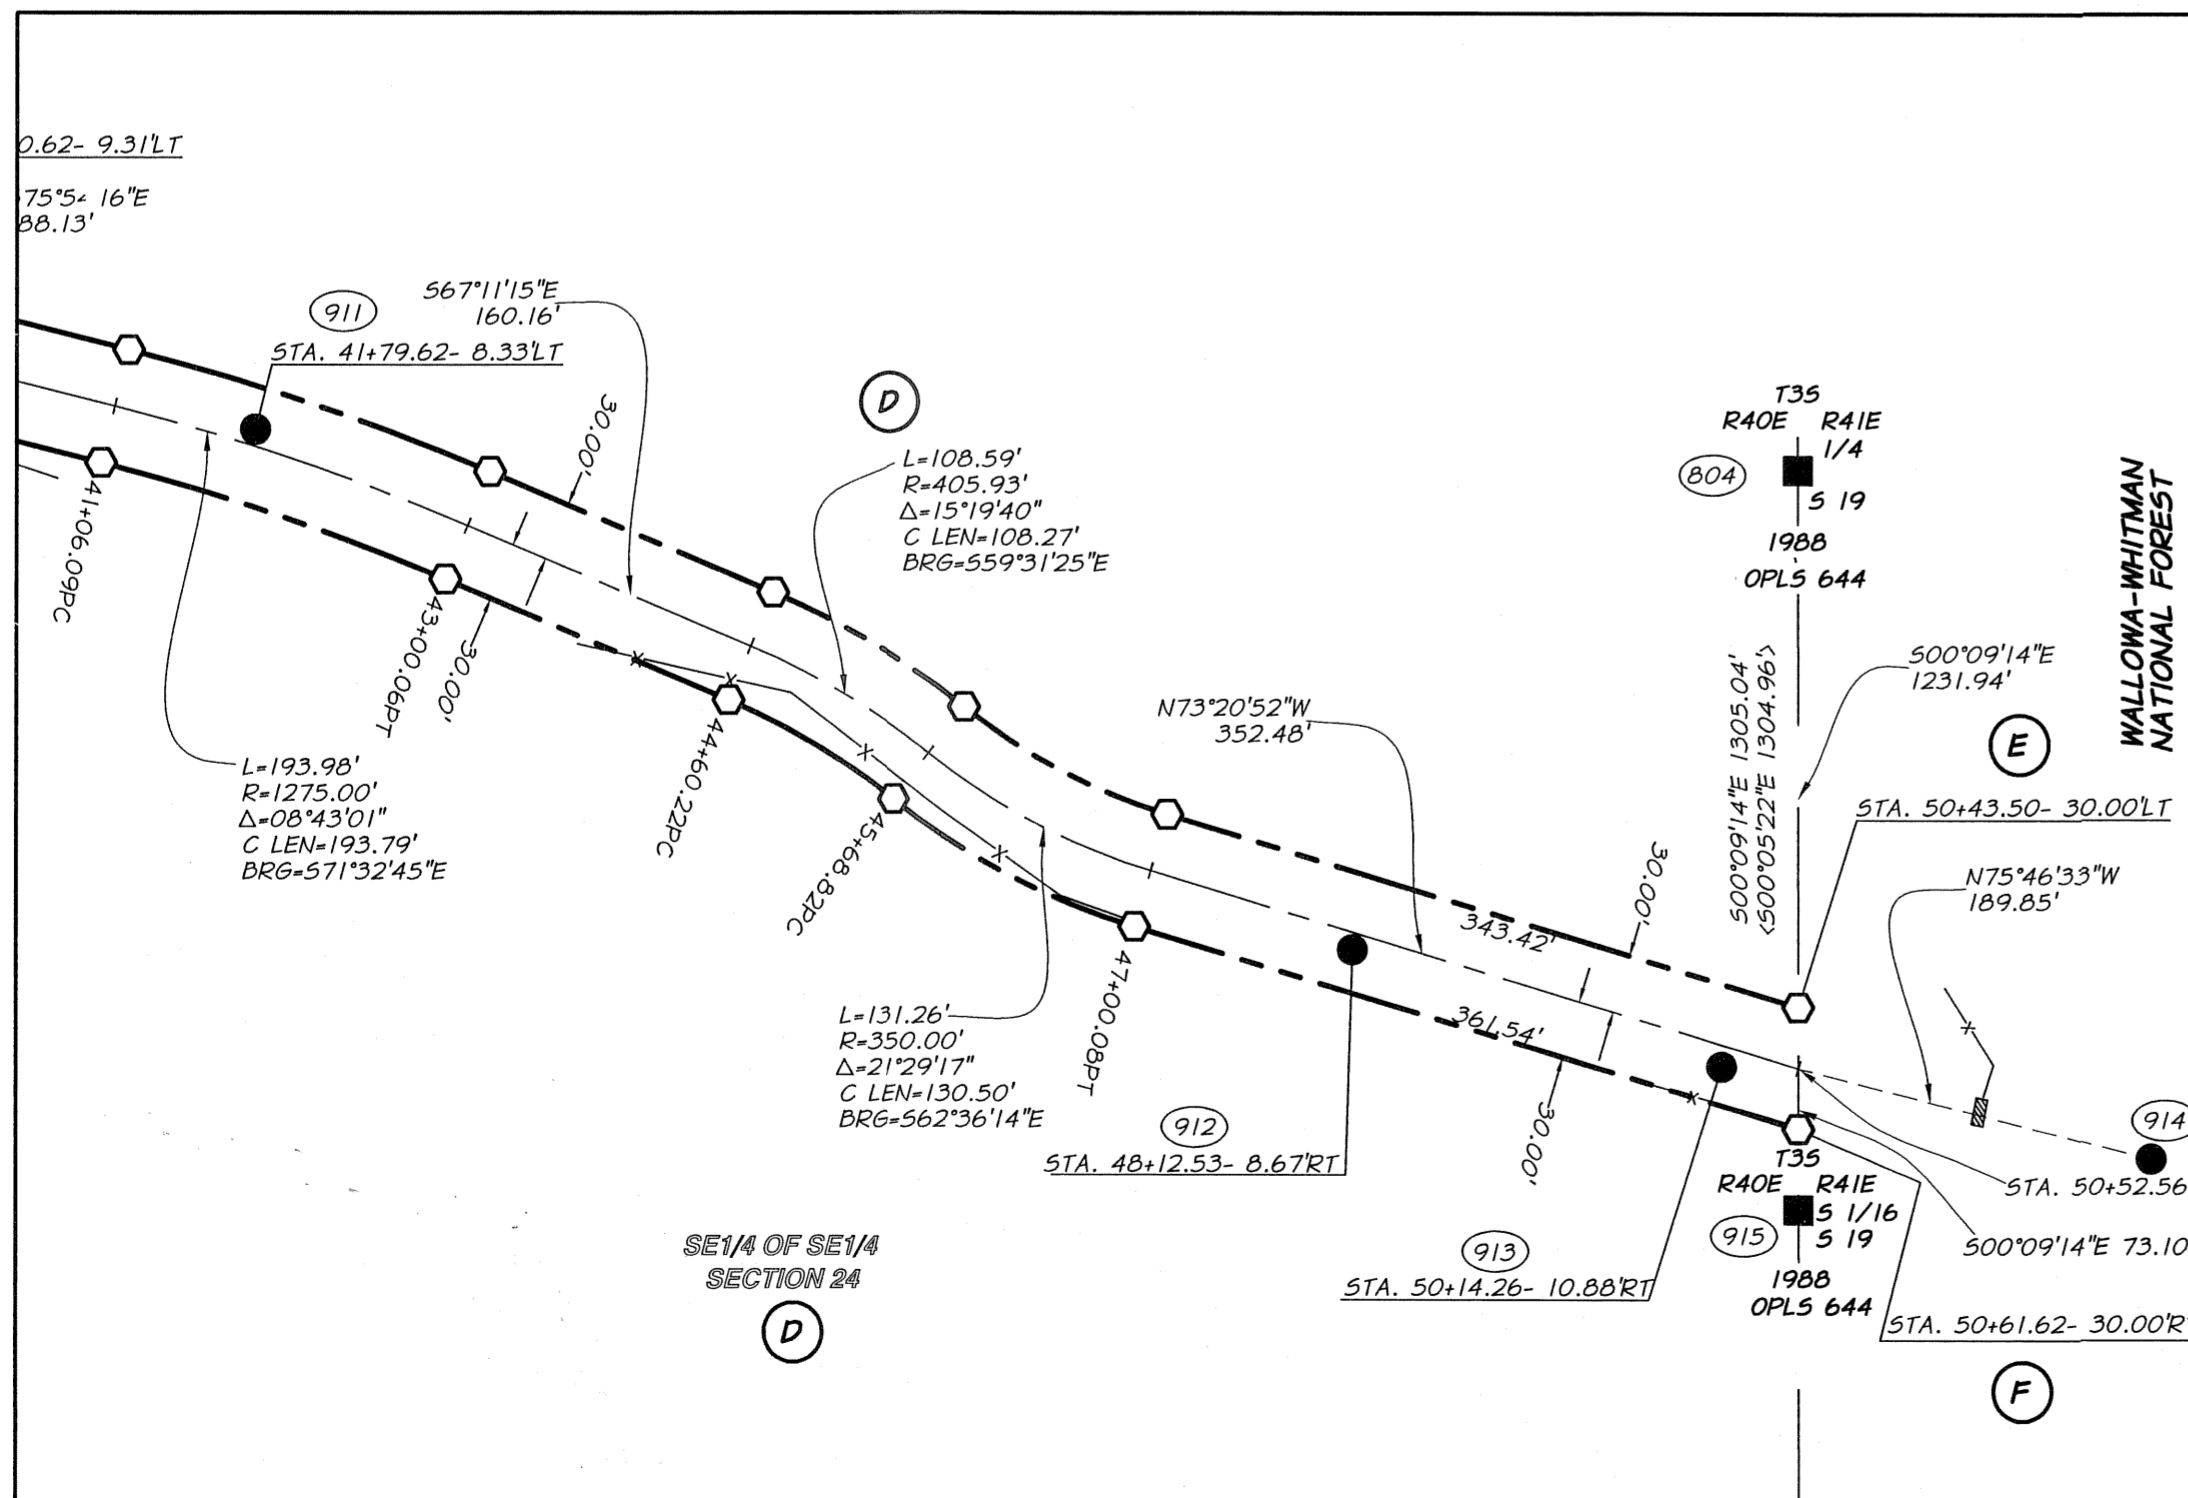 0.62- 9.31'LT
16"E
88.13'
911
S67°11'15"E
160.16'
STA. 41+79.62- 8.33'LT
30.00'
D
L=108.59'
R=405.93'
Δ=15°19'40"
C LEN=108.27'
BRG=S59°31'25"E
T3S
R40E R41E
1/4
804
S 19
1988
OPLS 644
WALLOWA-WHITMAN
NATIONAL FOREST
41+06.09PC
43+00.06PT
30.00'
44+60.22PC
45+68.82PC
47+00.08PT
L=193.98'
R=1275.00'
Δ=08°43'01"
C LEN=193.79'
BRG=S71°32'45"E
N73°20'52"W
352.48'
S00°09'14"E 1305.04'
<S00°05'22"E 1304.96'>
S00°09'14"E
1231.94'
E
STA. 50+43.50- 30.00'LT
N75°46'33"W
189.85'
30.00'
343.42'
361.54'
30.00'
L=131.26'
R=350.00'
Δ=21°29'17"
C LEN=130.50'
BRG=S62°36'14"E
912
STA. 48+12.53- 8.67'RT
913
STA. 50+14.26- 10.88'RT
914
T3S
R40E R41E
S 1/16
915
S 19
1988
OPLS 644
STA. 50+52.56
S00°09'14"E 73.10
STA. 50+61.62- 30.00'R
F
SE1/4 OF SE1/4
SECTION 24
D